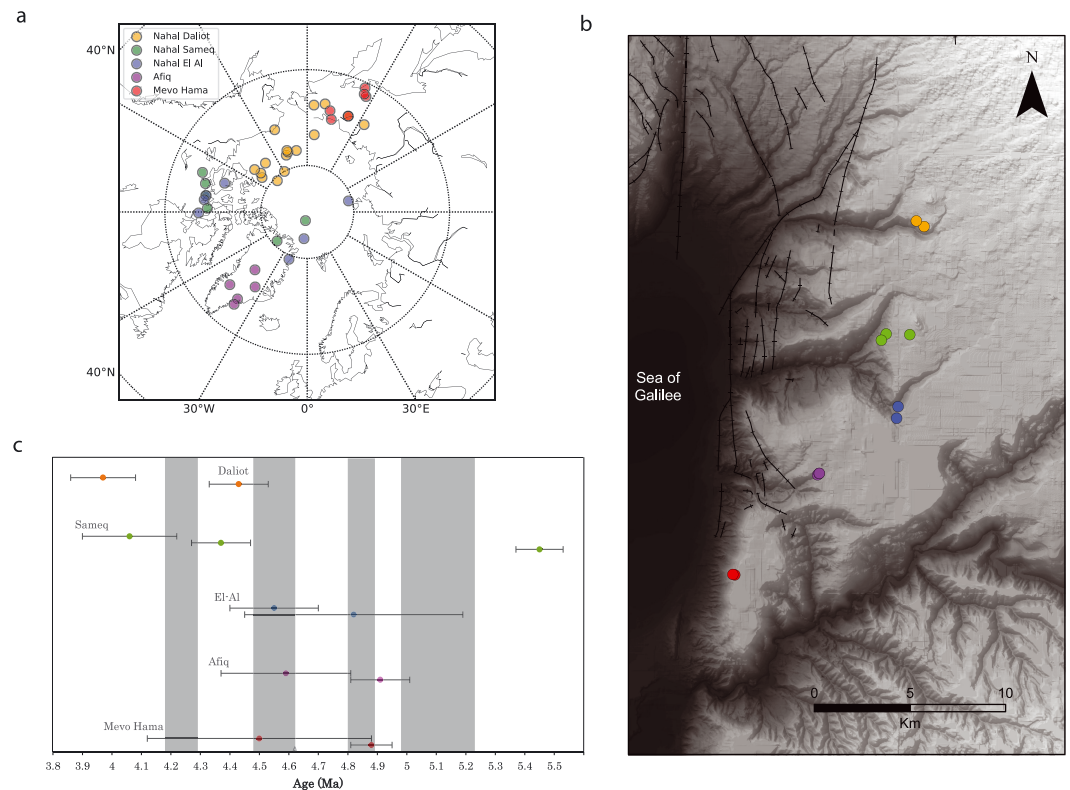 a
Nahal Daliot
Nahal Sameq
Nahal El Al
Afiq
Mevo Hama
40°N
40°N
30°W 0° 30°E
b
N
Sea of
Galilee
0 5 10
Km
c
Daliot
Sameq
El-Al
Afiq
Mevo Hama
3.8 3.9 4 4.1 4.2 4.3 4.4 4.5 4.6 4.7 4.8 4.9 5 5.1 5.2 5.3 5.4 5.5
Age (Ma)